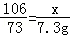 106/73 = x/7.3g